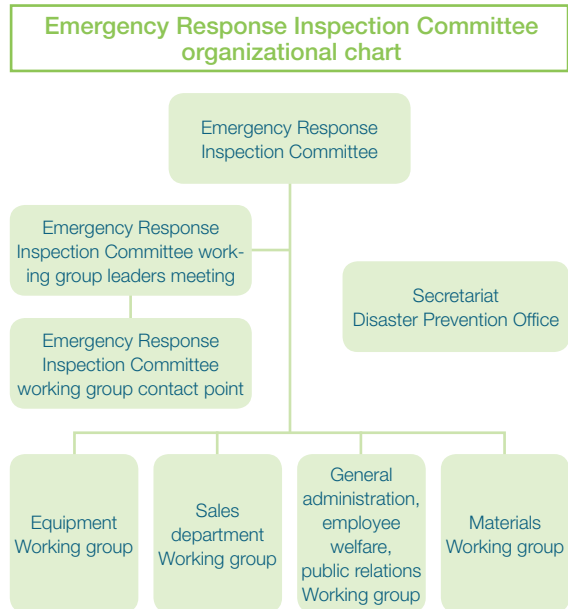 Emergency Response Inspection Committee
organizational chart
Emergency Response
Inspection Committee
Emergency Response
Inspection Committee work-
ing group leaders meeting
Secretariat
Disaster Prevention Office
Emergency Response
Inspection Committee
working group contact point
Equipment
Working group
Sales
department
Working group
General
administration,
employee
welfare,
public relations
Working group
Materials
Working group